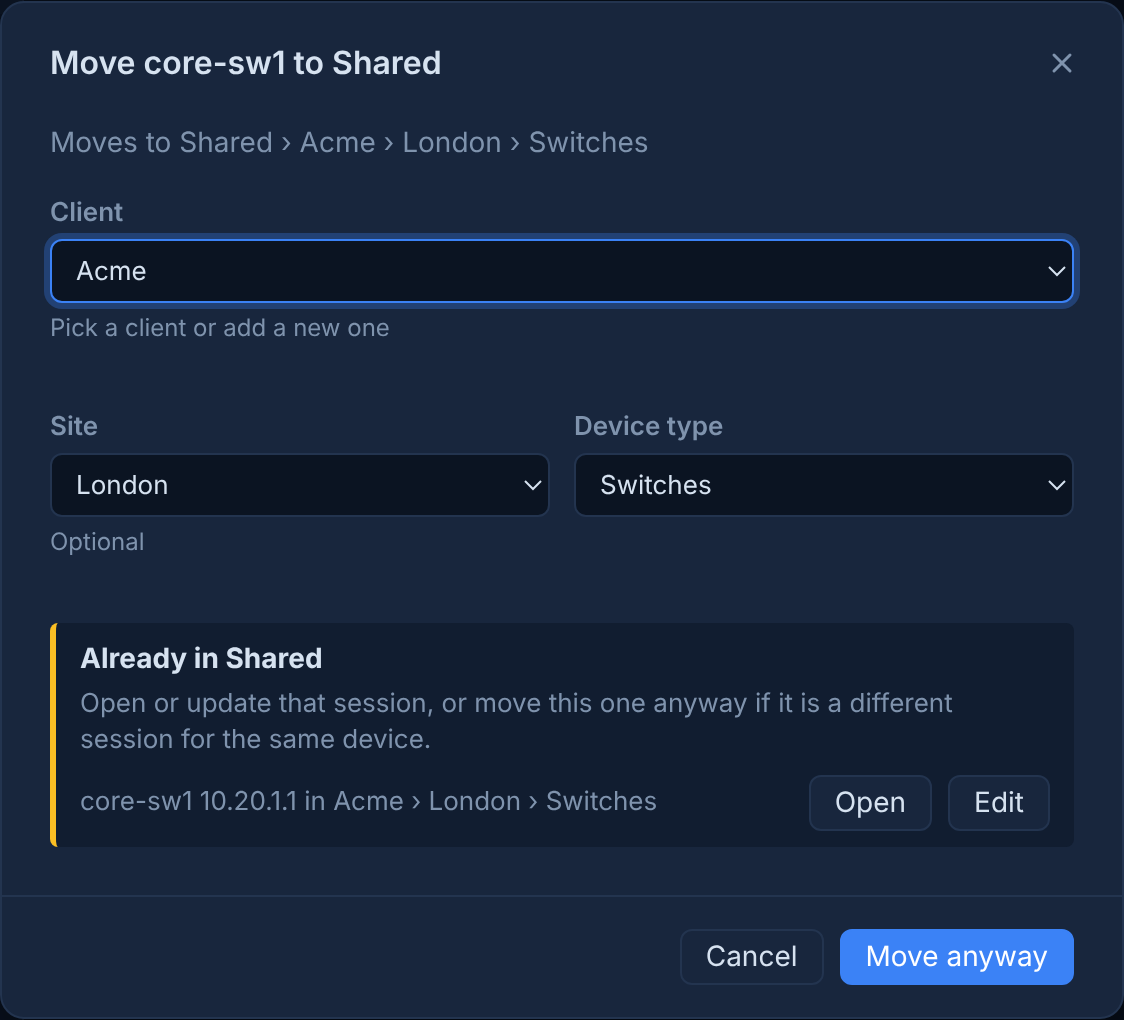 Move core-sw1 to Shared
Moves to Shared › Acme › London › Switches
Client
Acme
Pick a client or add a new one
Site
Device type
London
Switches
Optional
Already in Shared
Open or update that session, or move this one anyway if it is a different
session for the same device.
core-sw1 10.20.1.1 in Acme › London › Switches
Open
Edit
Cancel
Move anyway